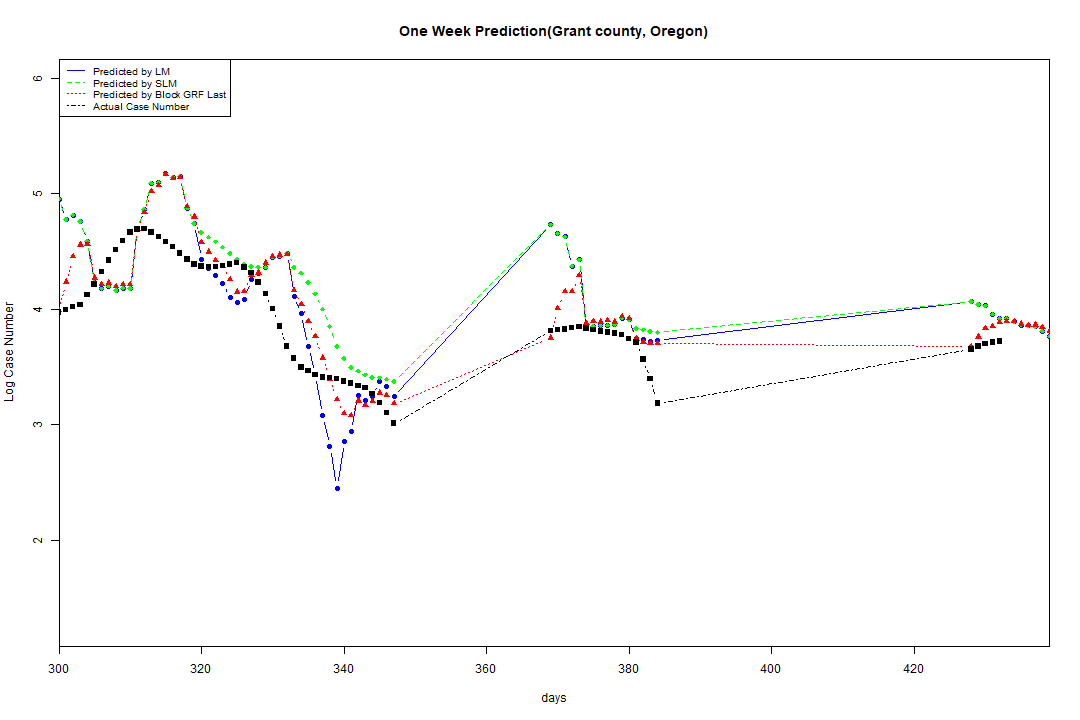 One Week Prediction(Grant county, Oregon)
Predicted by LM
Predicted by SLM
Predicted by Block GRF Last
Actual Case Number
6
5
4
3
2
Log Case Number
300 320 340 360 380 400 420
days